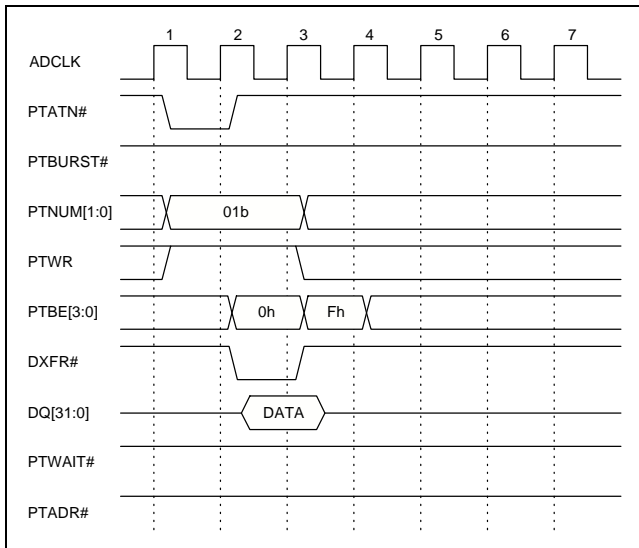 1 2 3 4 5 6 7
ADCLK
PTATN#
PTBURST#
PTNUM[1:0] 01b
PTWR
PTBE[3:0] 0h Fh
DXFR#
DQ[31:0] DATA
PTWAIT#
PTADR#